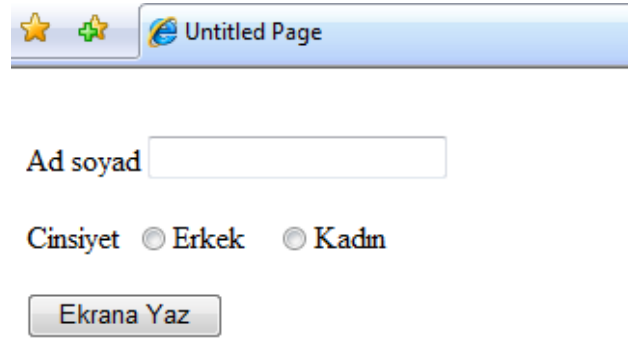 Untitled Page
Ad soyad
Cinsiyet Erkek Kadın
Ekrana Yaz